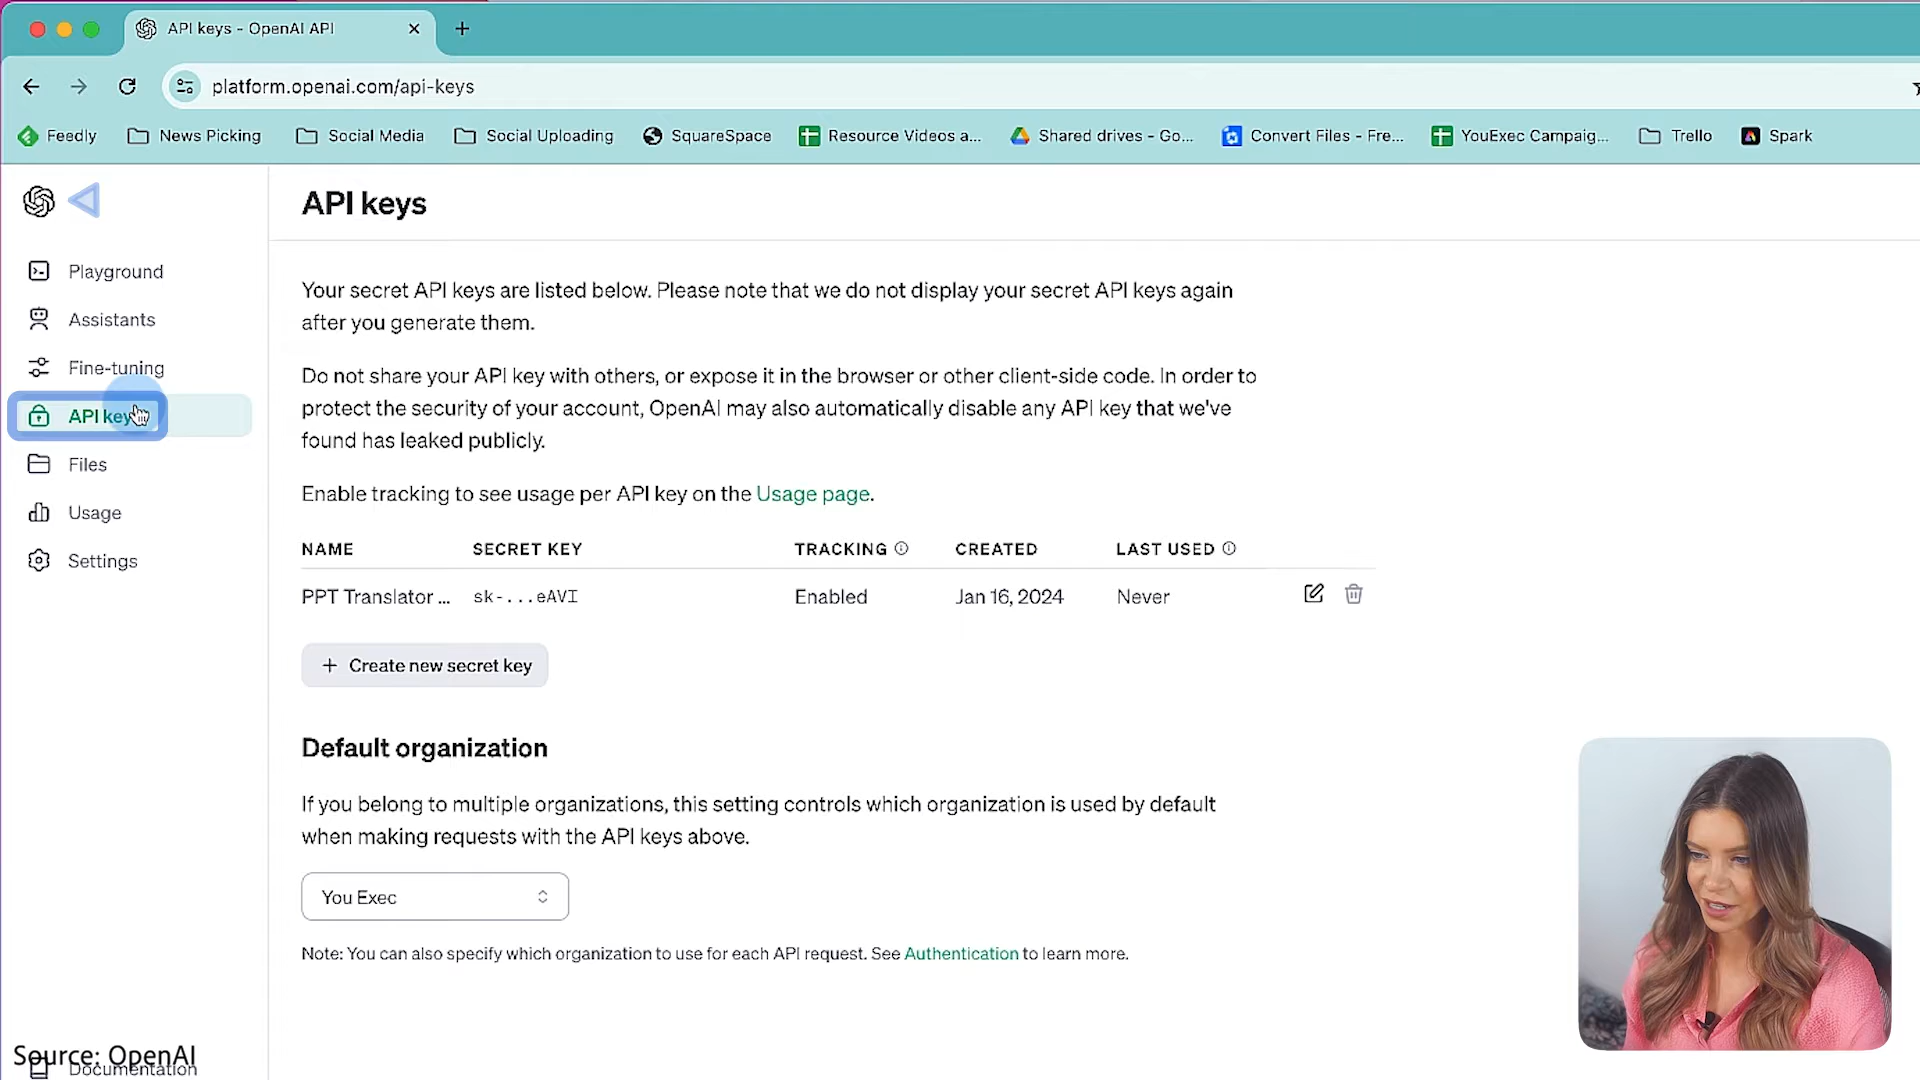 API keys - OpenAI API
platform.openai.com/api-keys
Feedly
News Picking
Social Media
Social Uploading
SquareSpace
Resource Videos a...
Shared drives - Go...
Convert Files - Fre...
YouExec Campaig...
Trello
Spark
Playground
Assistants
Fine-tuning
API key
Files
Usage
Settings
Documentation
Source: OpenAI
API keys
Your secret API keys are listed below. Please note that we do not display your secret API keys again
after you generate them.
Do not share your API key with others, or expose it in the browser or other client-side code. In order to
protect the security of your account, OpenAI may also automatically disable any API key that we've
found has leaked publicly.
Enable tracking to see usage per API key on the Usage page.
NAME SECRET KEY TRACKING CREATED LAST USED
PPT Translator ... sk-...eAVI Enabled Jan 16, 2024 Never
+ Create new secret key
Default organization
If you belong to multiple organizations, this setting controls which organization is used by default
when making requests with the API keys above.
You Exec
Note: You can also specify which organization to use for each API request. See Authentication to learn more.